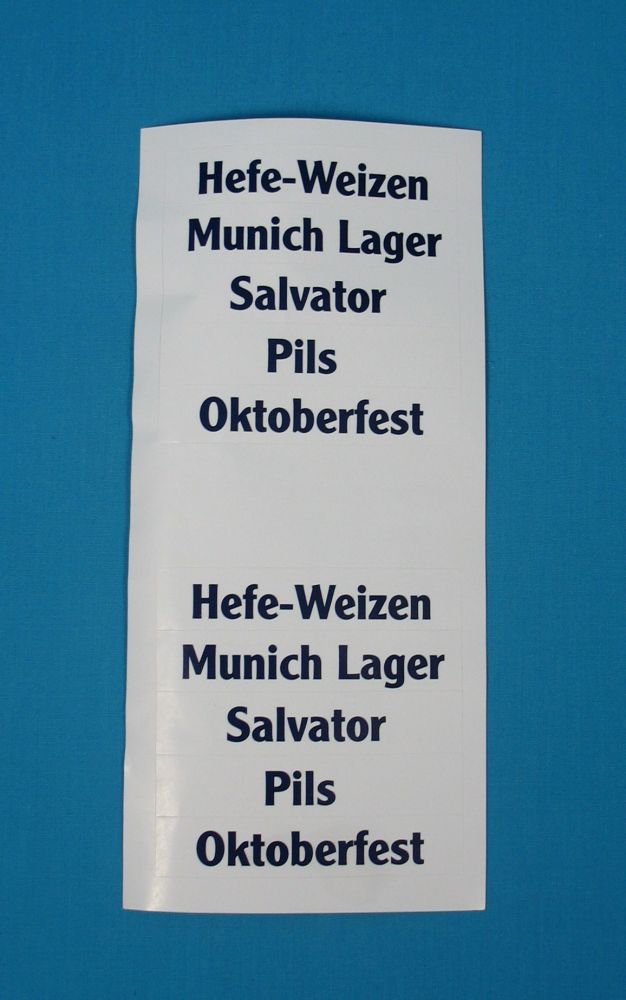 Hefe-Weizen
Munich Lager
Salvator
Pils
Oktoberfest
Hefe-Weizen
Munich Lager
Salvator
Pils
Oktoberfest